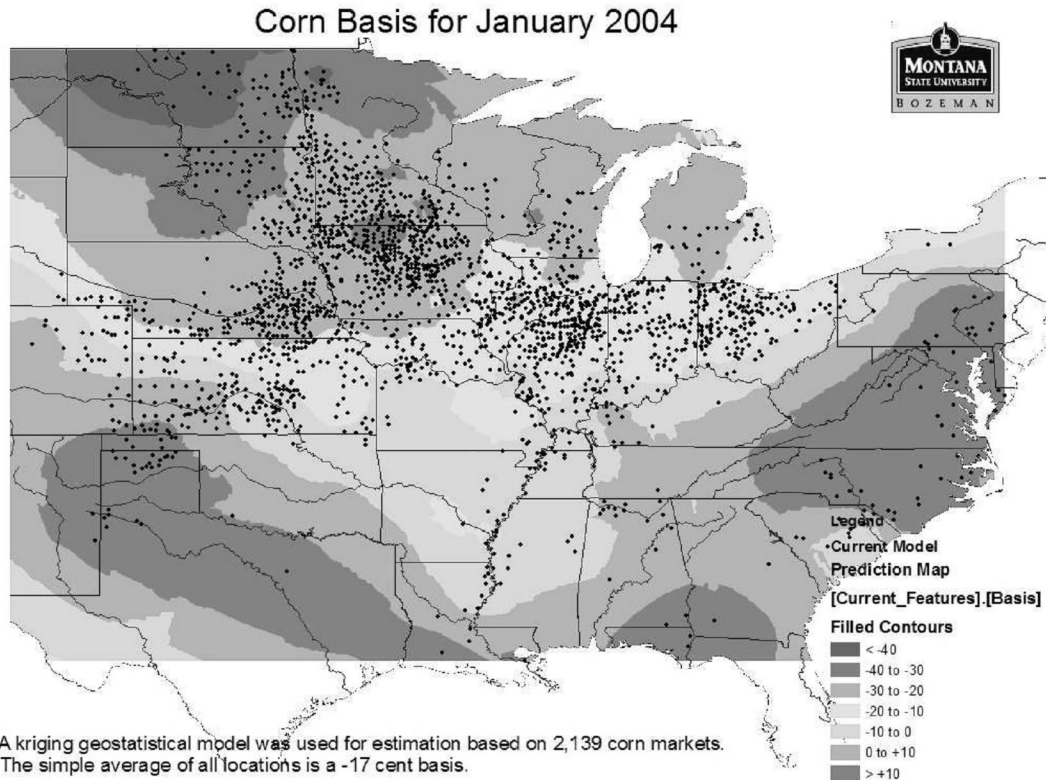 Corn Basis for January 2004
MONTANA
STATE UNIVERSITY
BOZEMAN
Legend
Current Model
Prediction Map
[Current_Features].[Basis]
Filled Contours
< -40
-40 to -30
-30 to -20
-20 to -10
-10 to 0
0 to +10
> +10
A kriging geostatistical model was used for estimation based on 2,139 corn markets.
The simple average of all locations is a -17 cent basis.